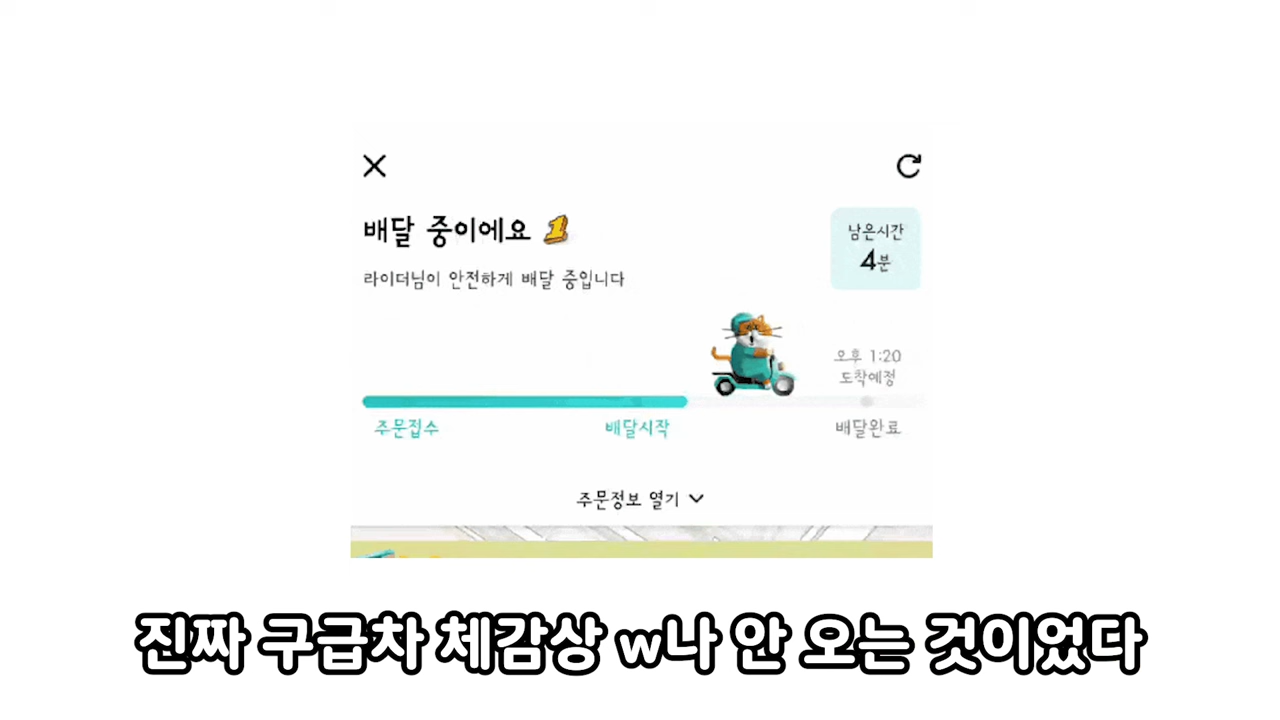 배달 중이에요 1
남은시간
4분
라이더님이 안전하게 배달 중입니다
오후 1:20
도착예정
주문접수 배달시작 배달완료
주문정보 열기
진짜 구급차 체감상 w나 안 오는 것이었다